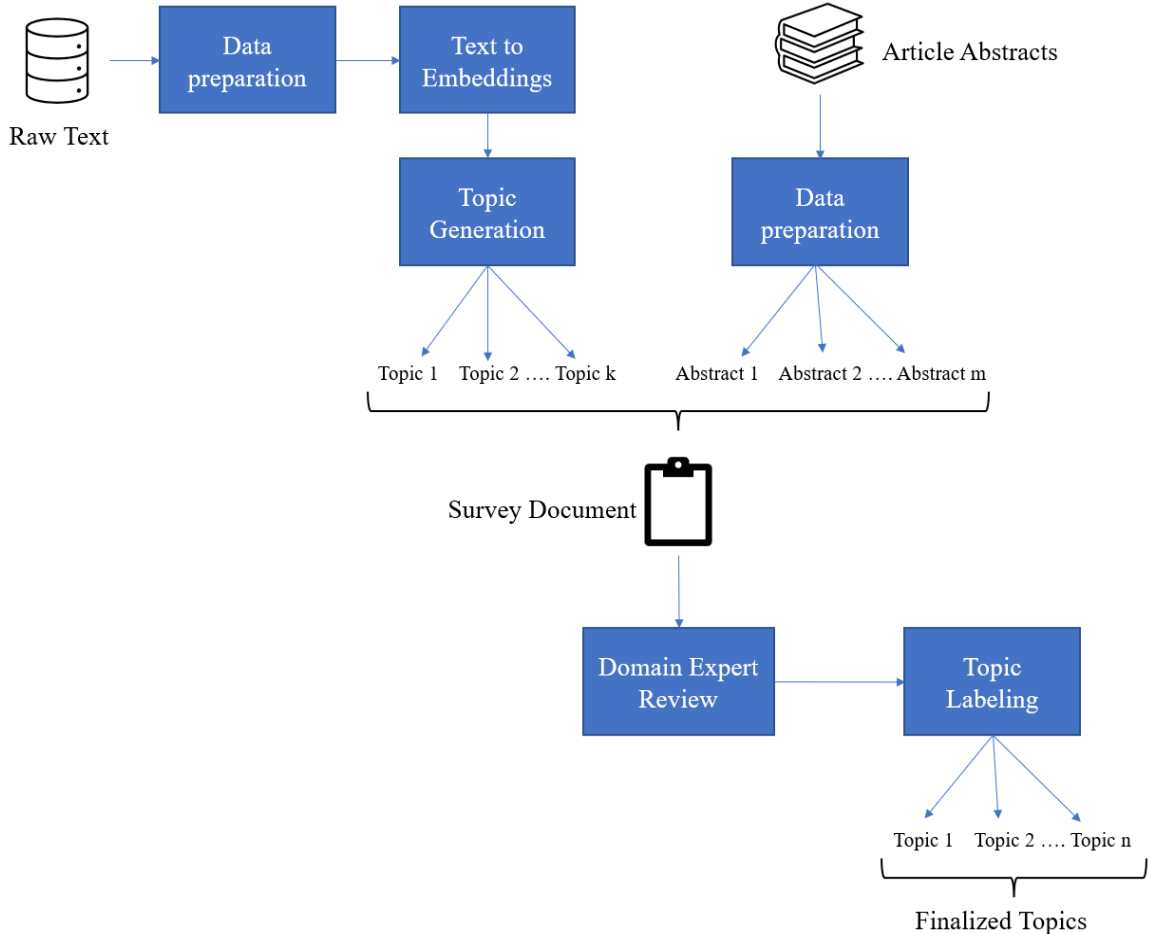 Raw Text
Data
preparation
Text to
Embeddings
Article Abstracts
Topic
Generation
Data
preparation
Topic 1 Topic 2 .... Topic k
Abstract 1 Abstract 2 .... Abstract m
Survey Document
Domain Expert
Review
Topic
Labeling
Topic 1 Topic 2 .... Topic n
Finalized Topics